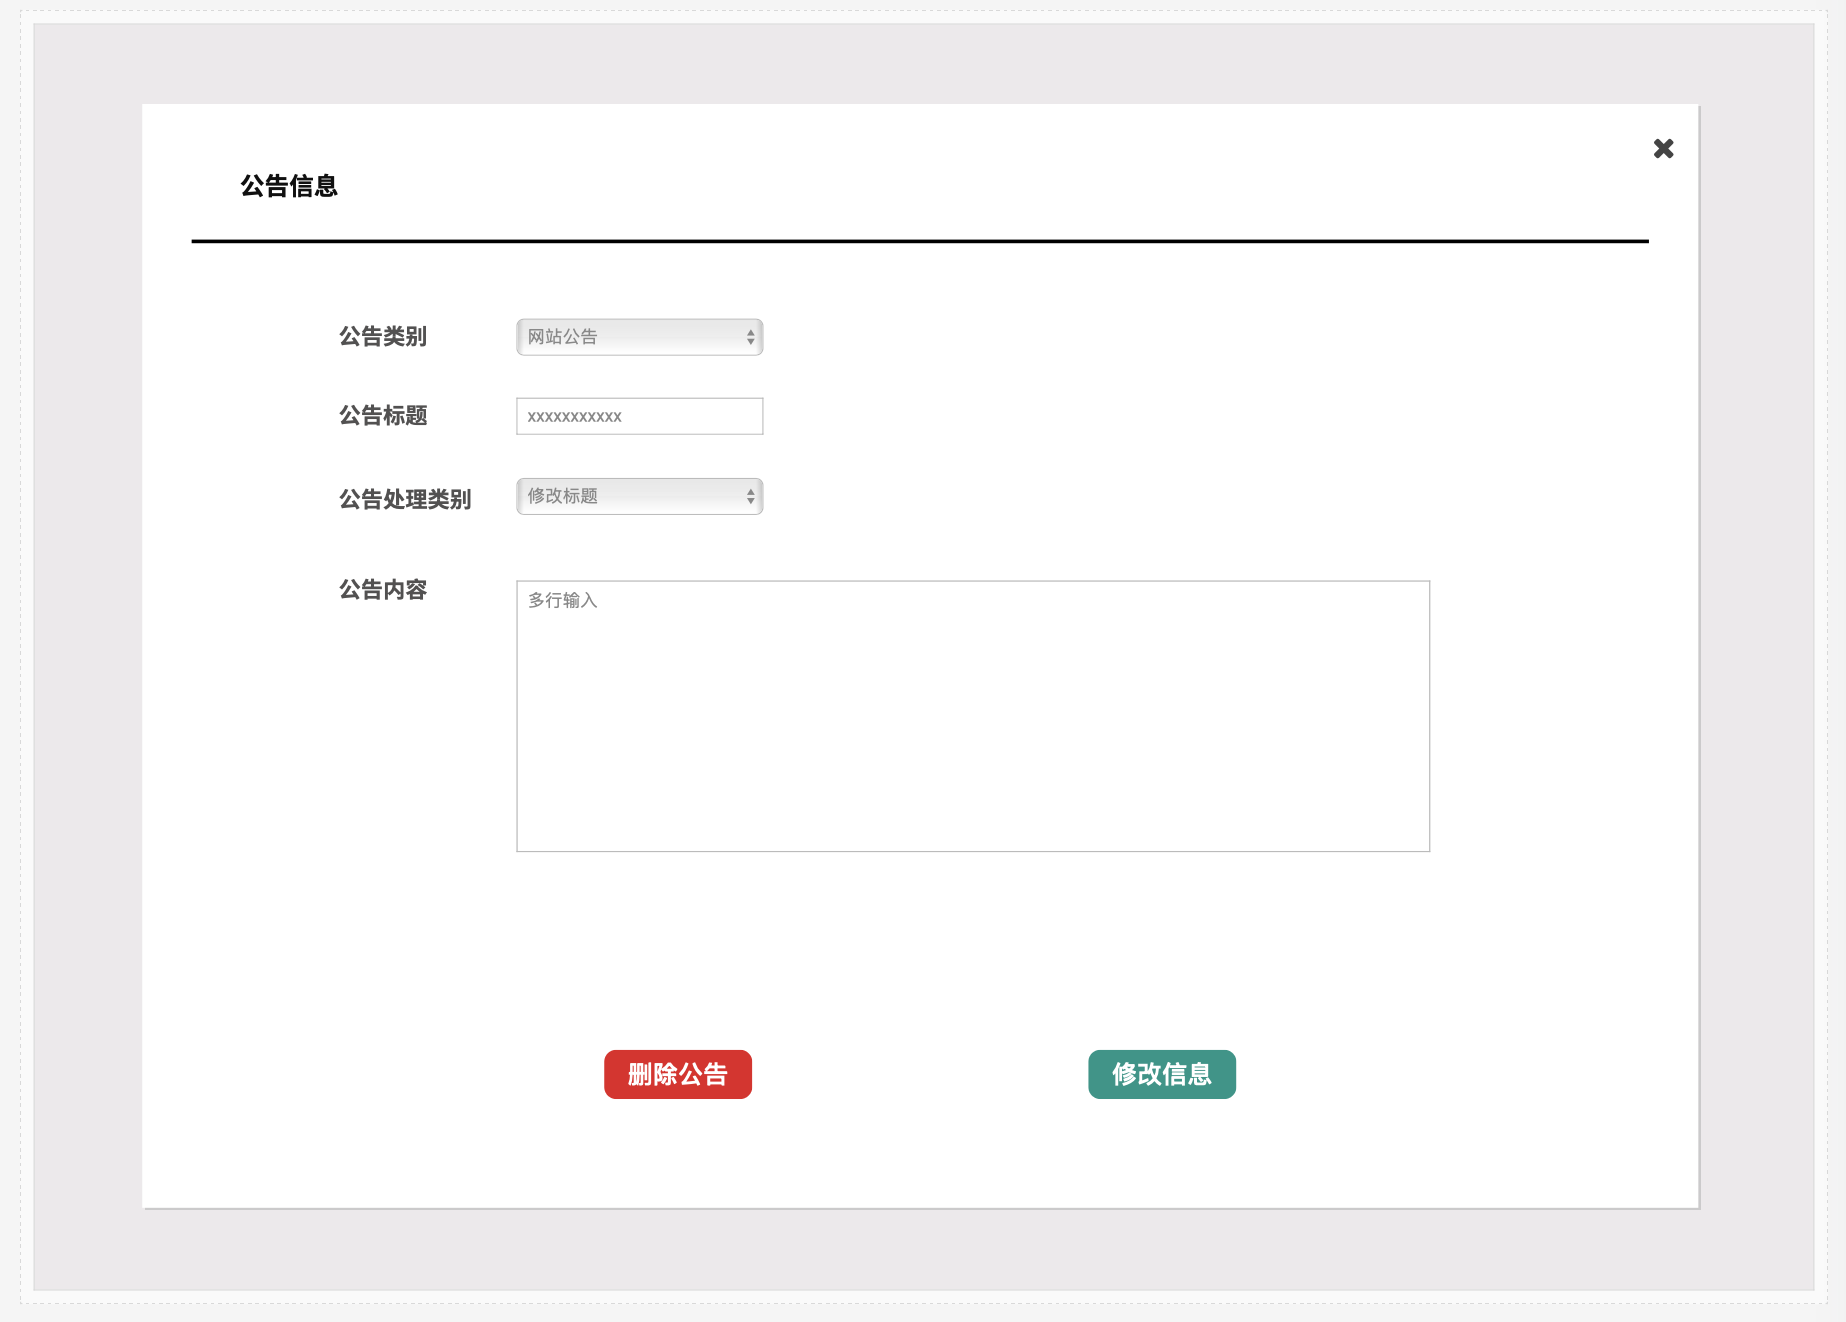 公告信息
公告类别
网站公告
公告标题
xxxxxxxxxxx
公告处理类别
修改标题
公告内容
多行输入
删除公告
修改信息